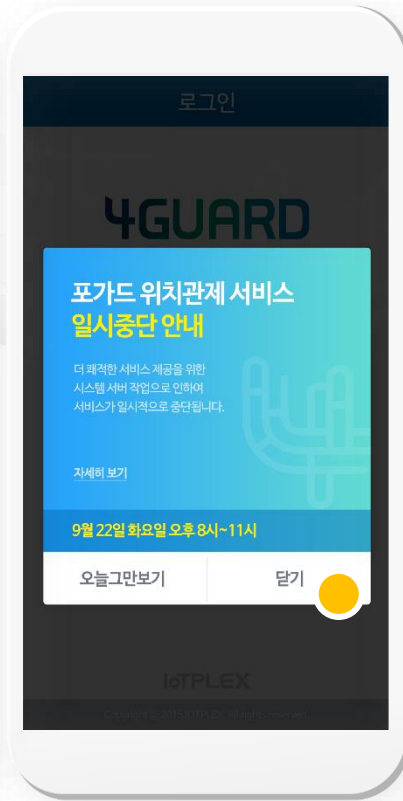 로그인
4GUARD
포가드 위치관제 서비스
일시중단 안내
더 쾌적한 서비스 제공을 위한
시스템 서버 작업으로 인하여
서비스가 일시적으로 중단됩니다.
자세히 보기
9월 22일 화요일 오후 8시~11시
오늘그만보기
닫기
IoTPLEX